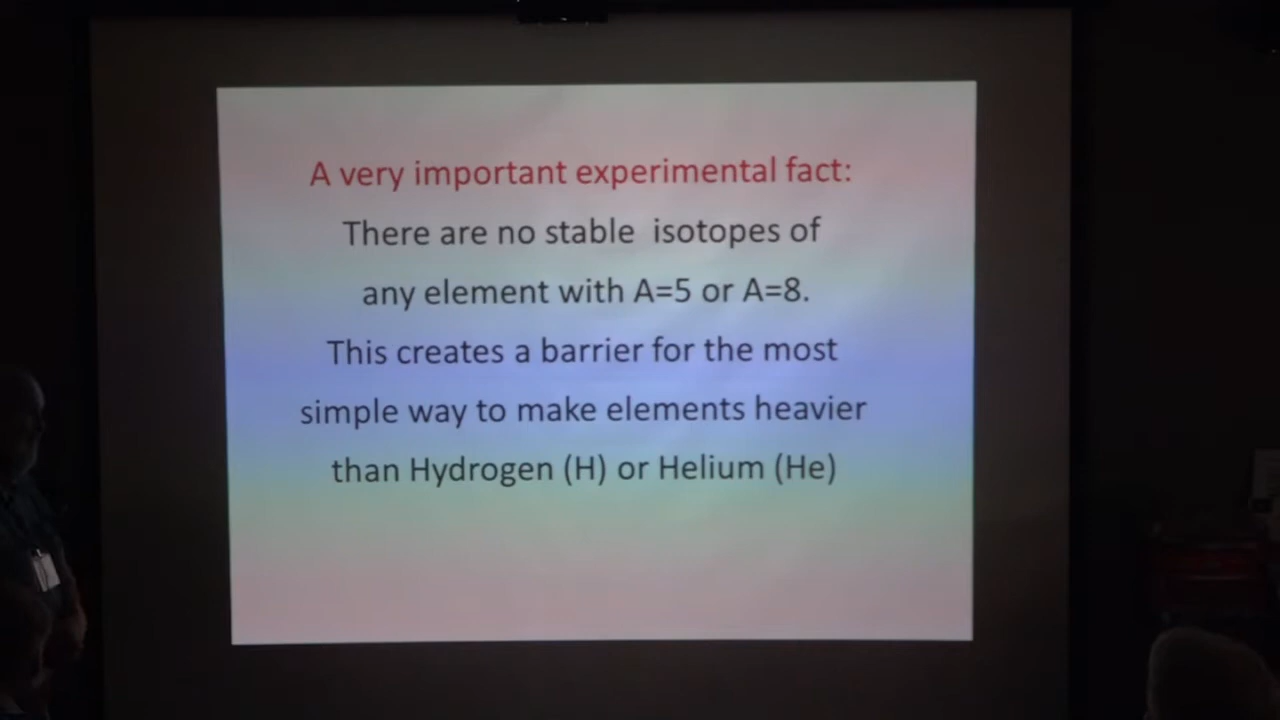 A very important experimental fact:
There are no stable isotopes of
any element with A=5 or A=8.
This creates a barrier for the most
simple way to make elements heavier
than Hydrogen (H) or Helium (He)